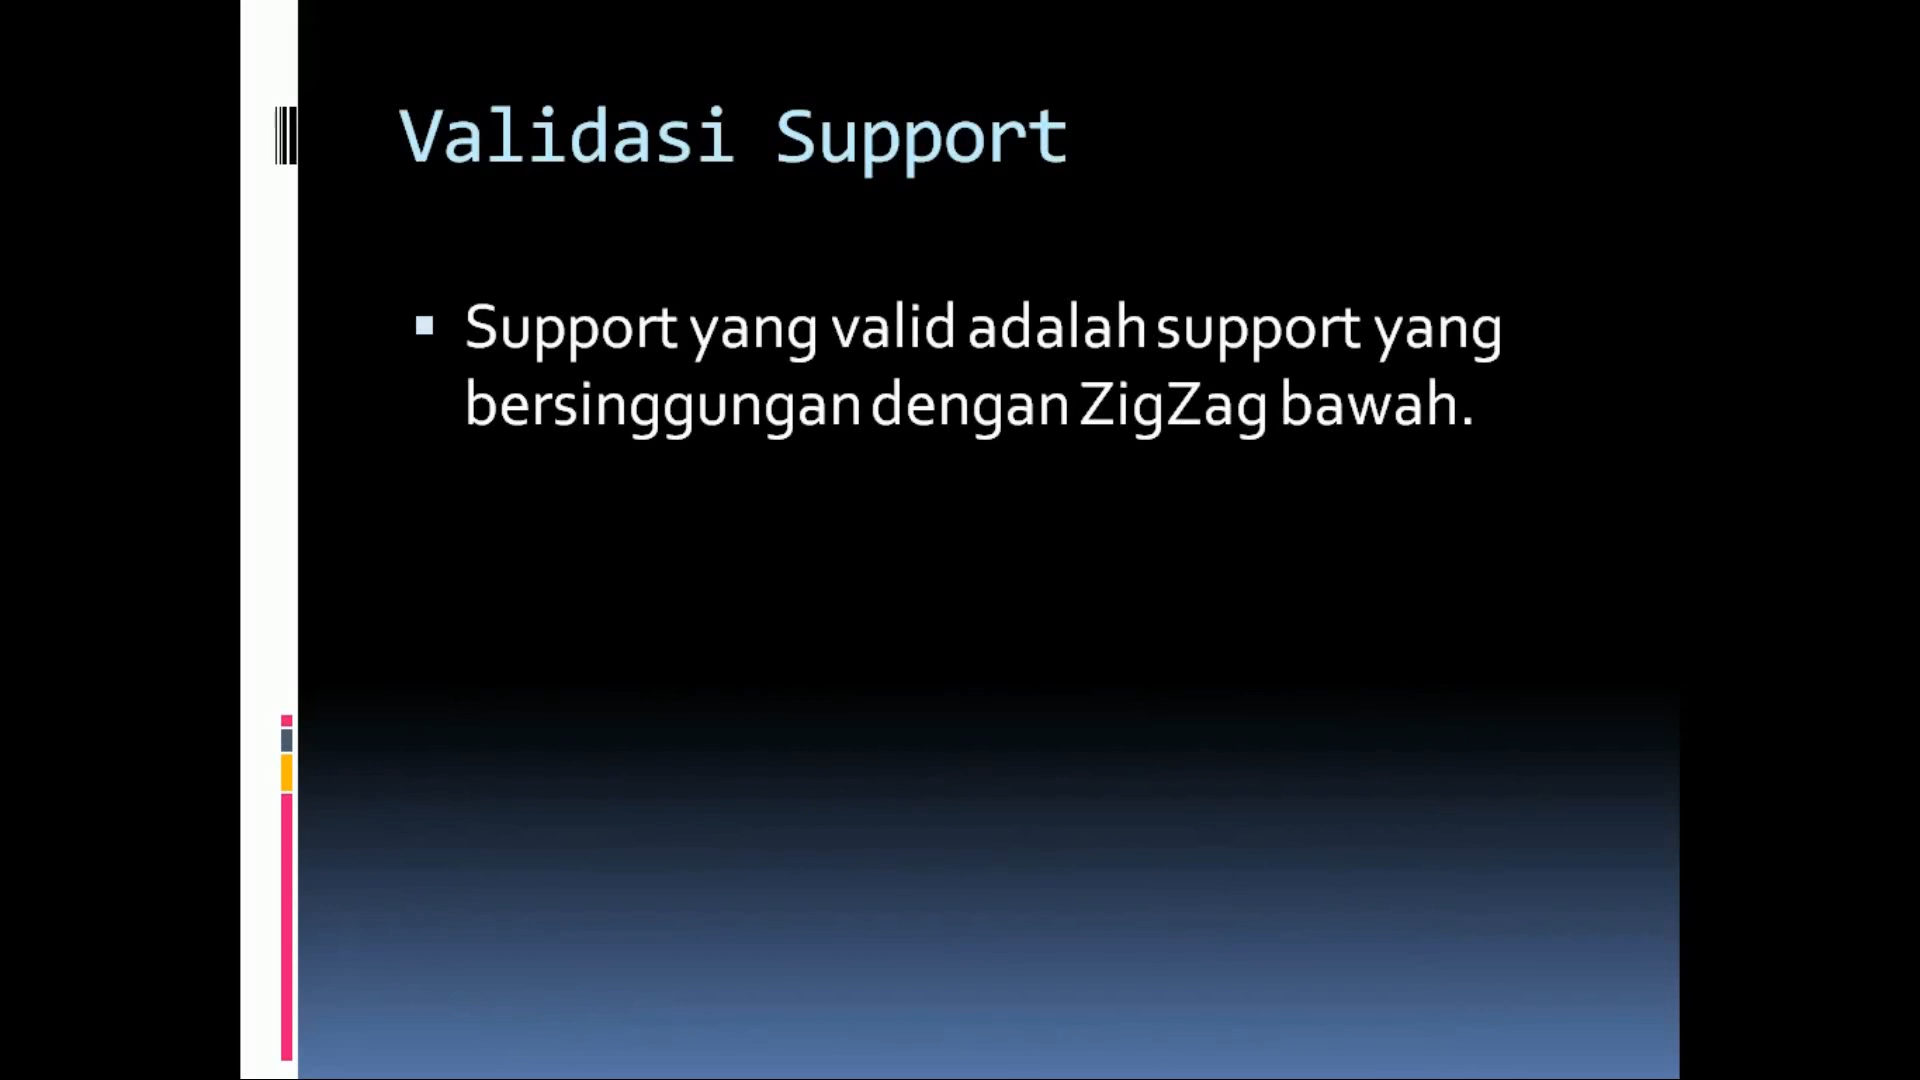 Validasi Support
Support yang valid adalah support yang
bersinggungan dengan ZigZag bawah.